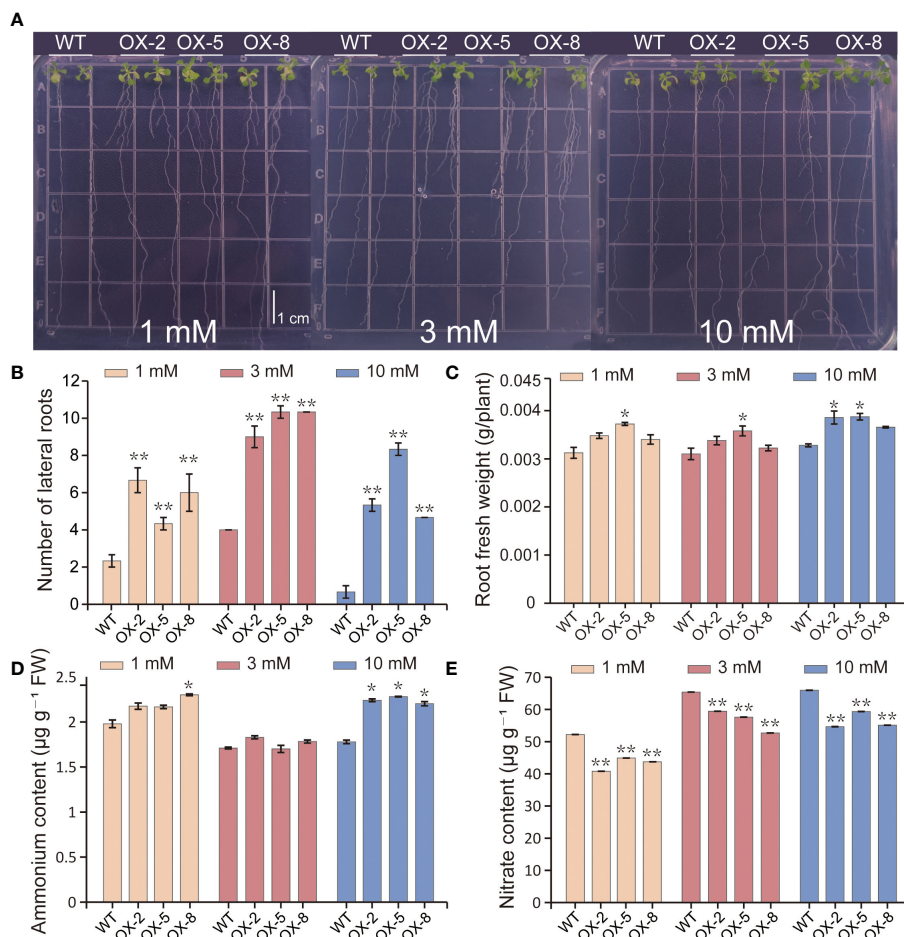 A
WT OX-2 OX-5 OX-8 WT OX-2 OX-5 OX-8 WT OX-2 OX-5 OX-8
A
B
C
D
E
F
1 cm
1 mM 3 mM 10 mM
B 1 mM 3 mM 10 mM
Number of lateral roots
12
10
8
6
4
2
0
** ** ** ** ** ** ** ** **
WT OX-2 OX-5 OX-8 WT OX-2 OX-5 OX-8 WT OX-2 OX-5 OX-8
C 1 mM 3 mM 10 mM
Root fresh weight (g/plant)
0.045
0.004
0.003
0.002
0.001
0
* * * *
WT OX-2 OX-5 OX-8 WT OX-2 OX-5 OX-8 WT OX-2 OX-5 OX-8
D 1 mM 3 mM 10 mM
Ammonium content (µg g⁻¹ FW)
2.5
2
1.5
1
0.5
0
* * * *
WT OX-2 OX-5 OX-8 WT OX-2 OX-5 OX-8 WT OX-2 OX-5 OX-8
E 1 mM 3 mM 10 mM
Nitrate content (µg g⁻¹ FW)
70
60
50
40
30
20
10
0
** ** ** ** ** ** ** ** **
WT OX-2 OX-5 OX-8 WT OX-2 OX-5 OX-8 WT OX-2 OX-5 OX-8